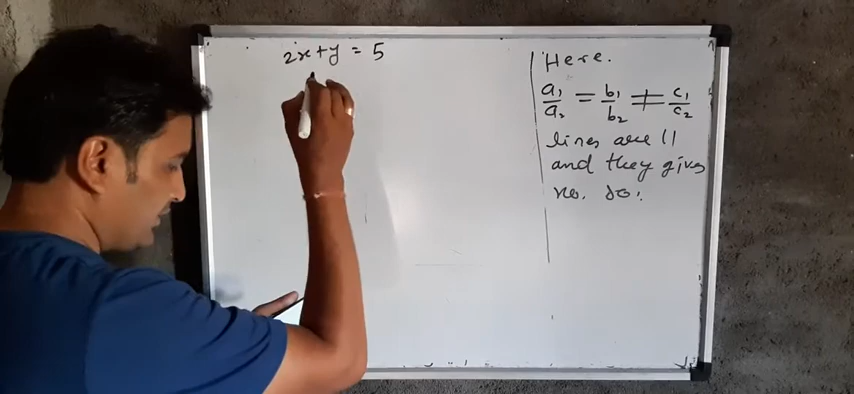 2x+y = 5
Here.
a₁/a₂ = b₁/b₂ ≠ c₁/c₂
lines are ||
and they gives
no. so.